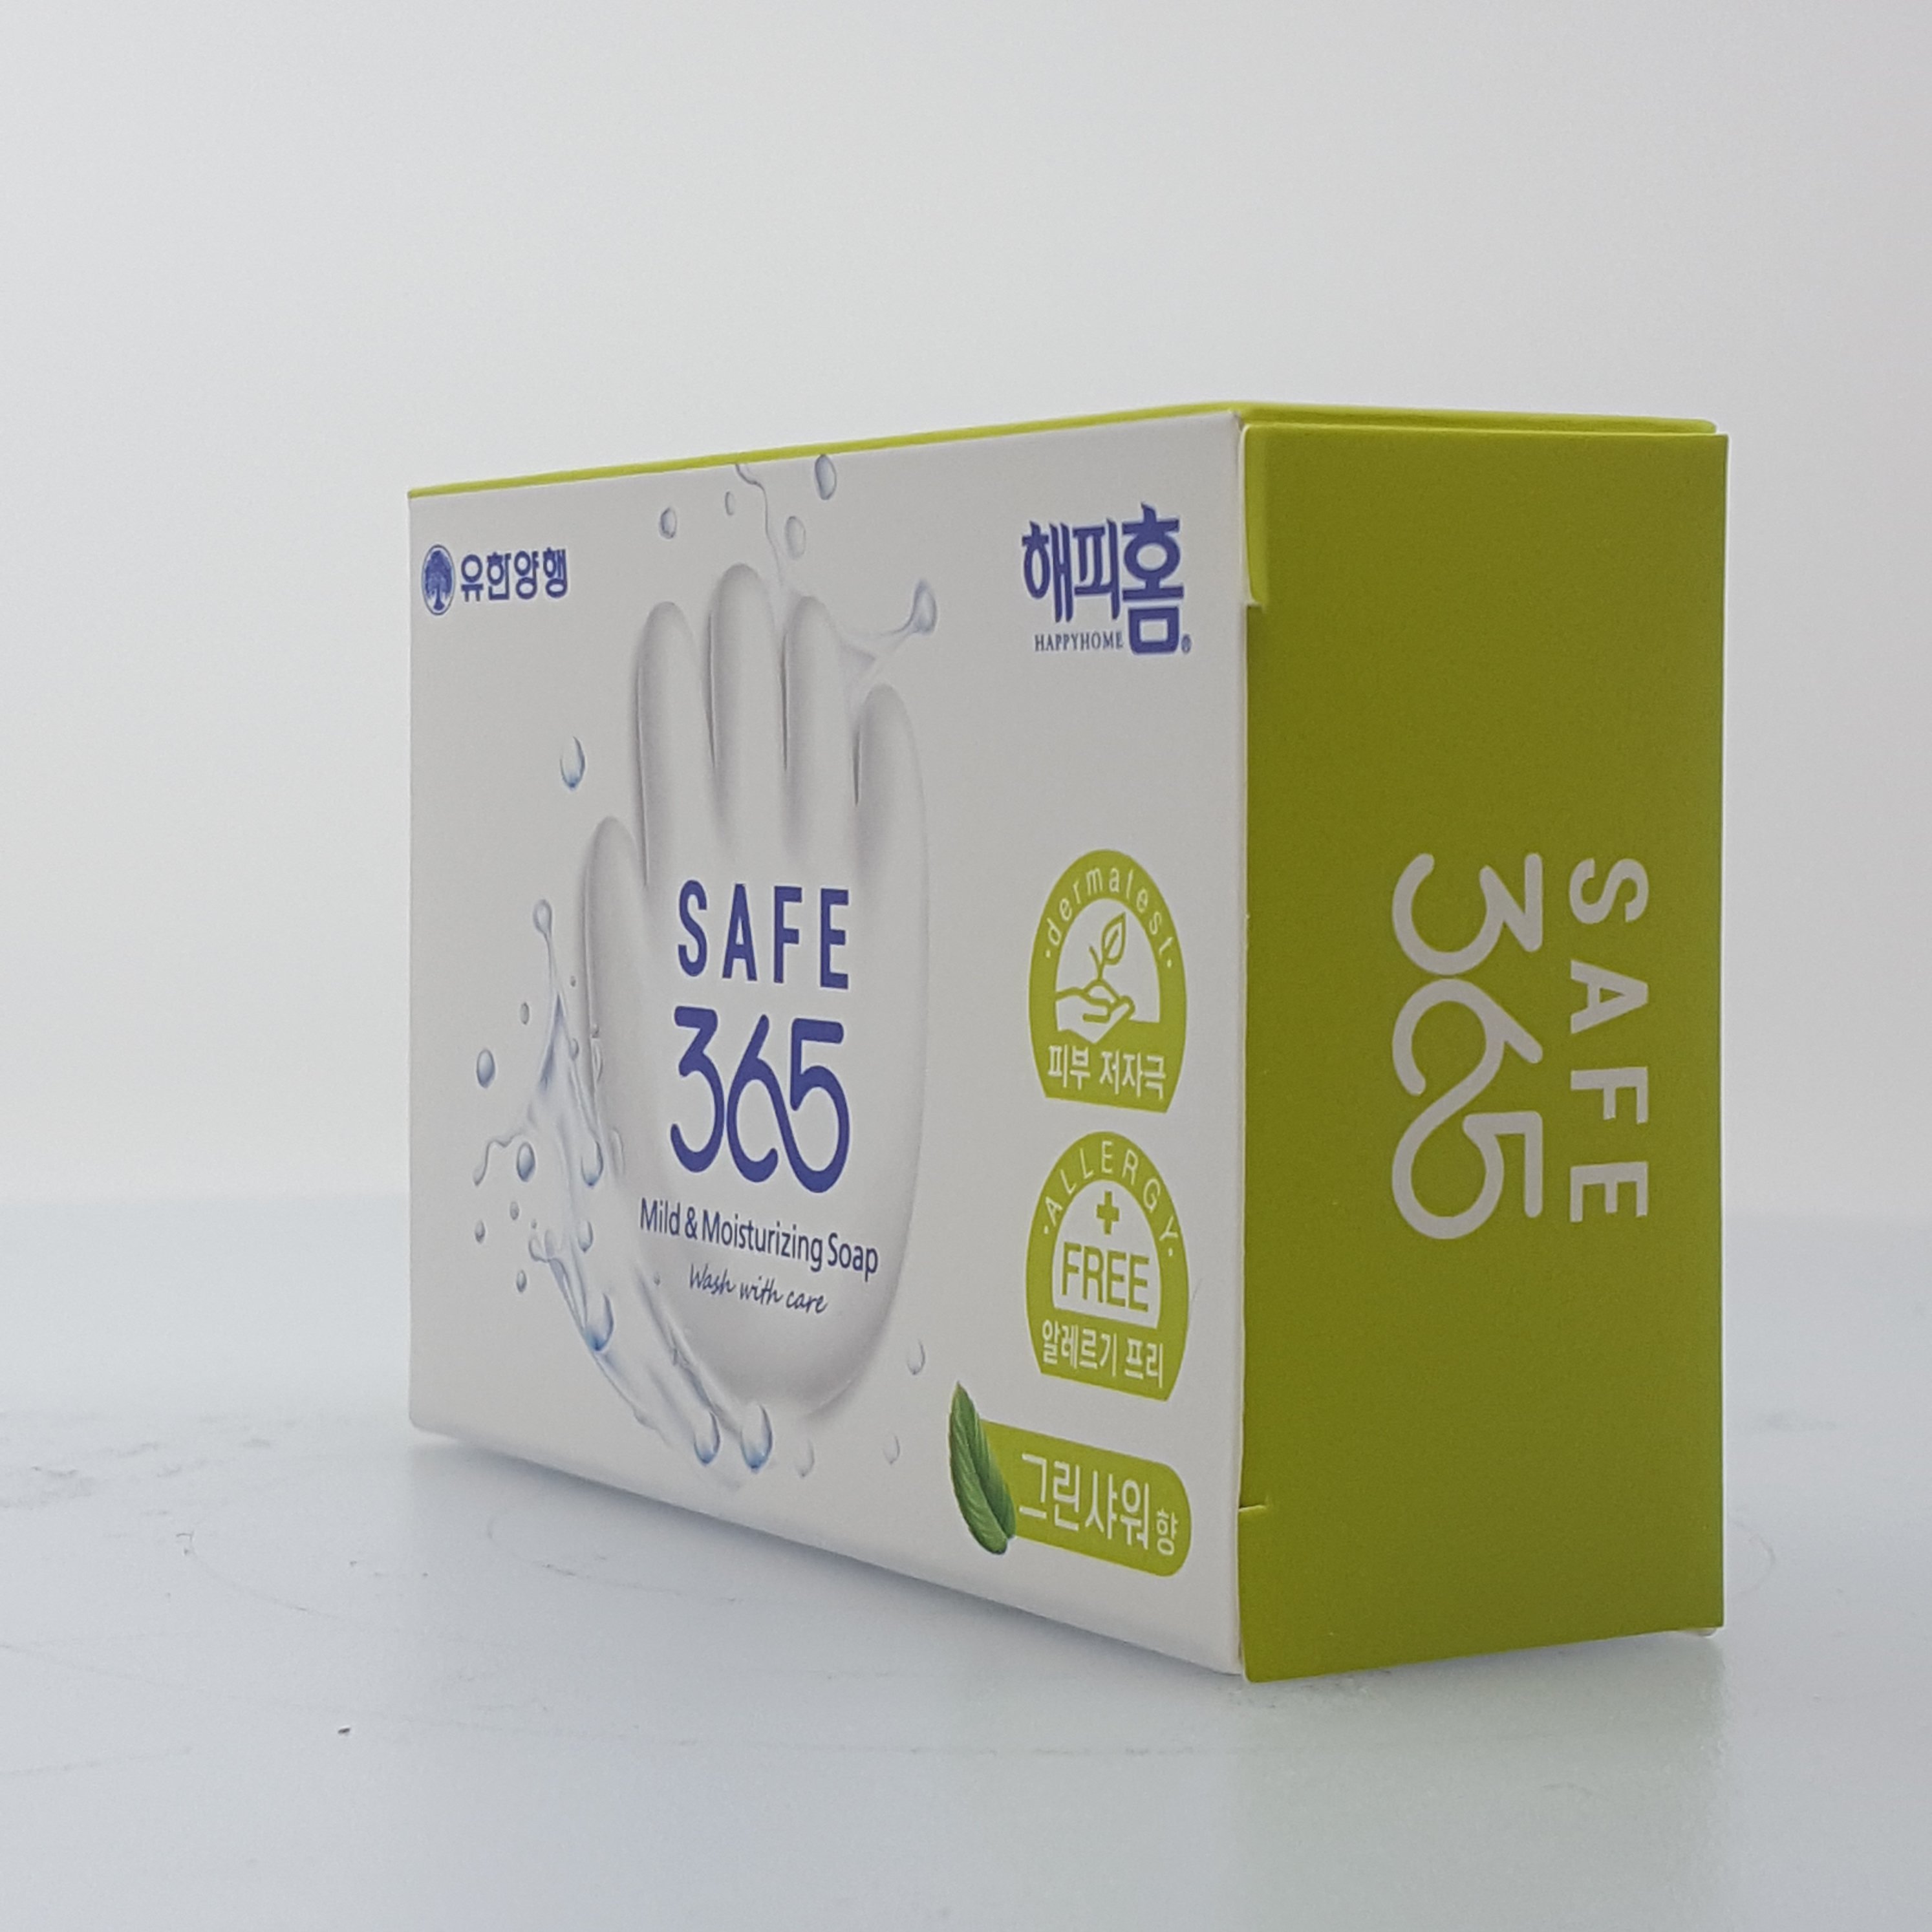 유한양행
해피홈
HAPPYHOME®
SAFE
365
Mild & Moisturizing Soap
Wash with care
·dermatest·
피부 저자극
·ALLERGY·
FREE
알레르기 프리
그린샤워향
SAFE
365